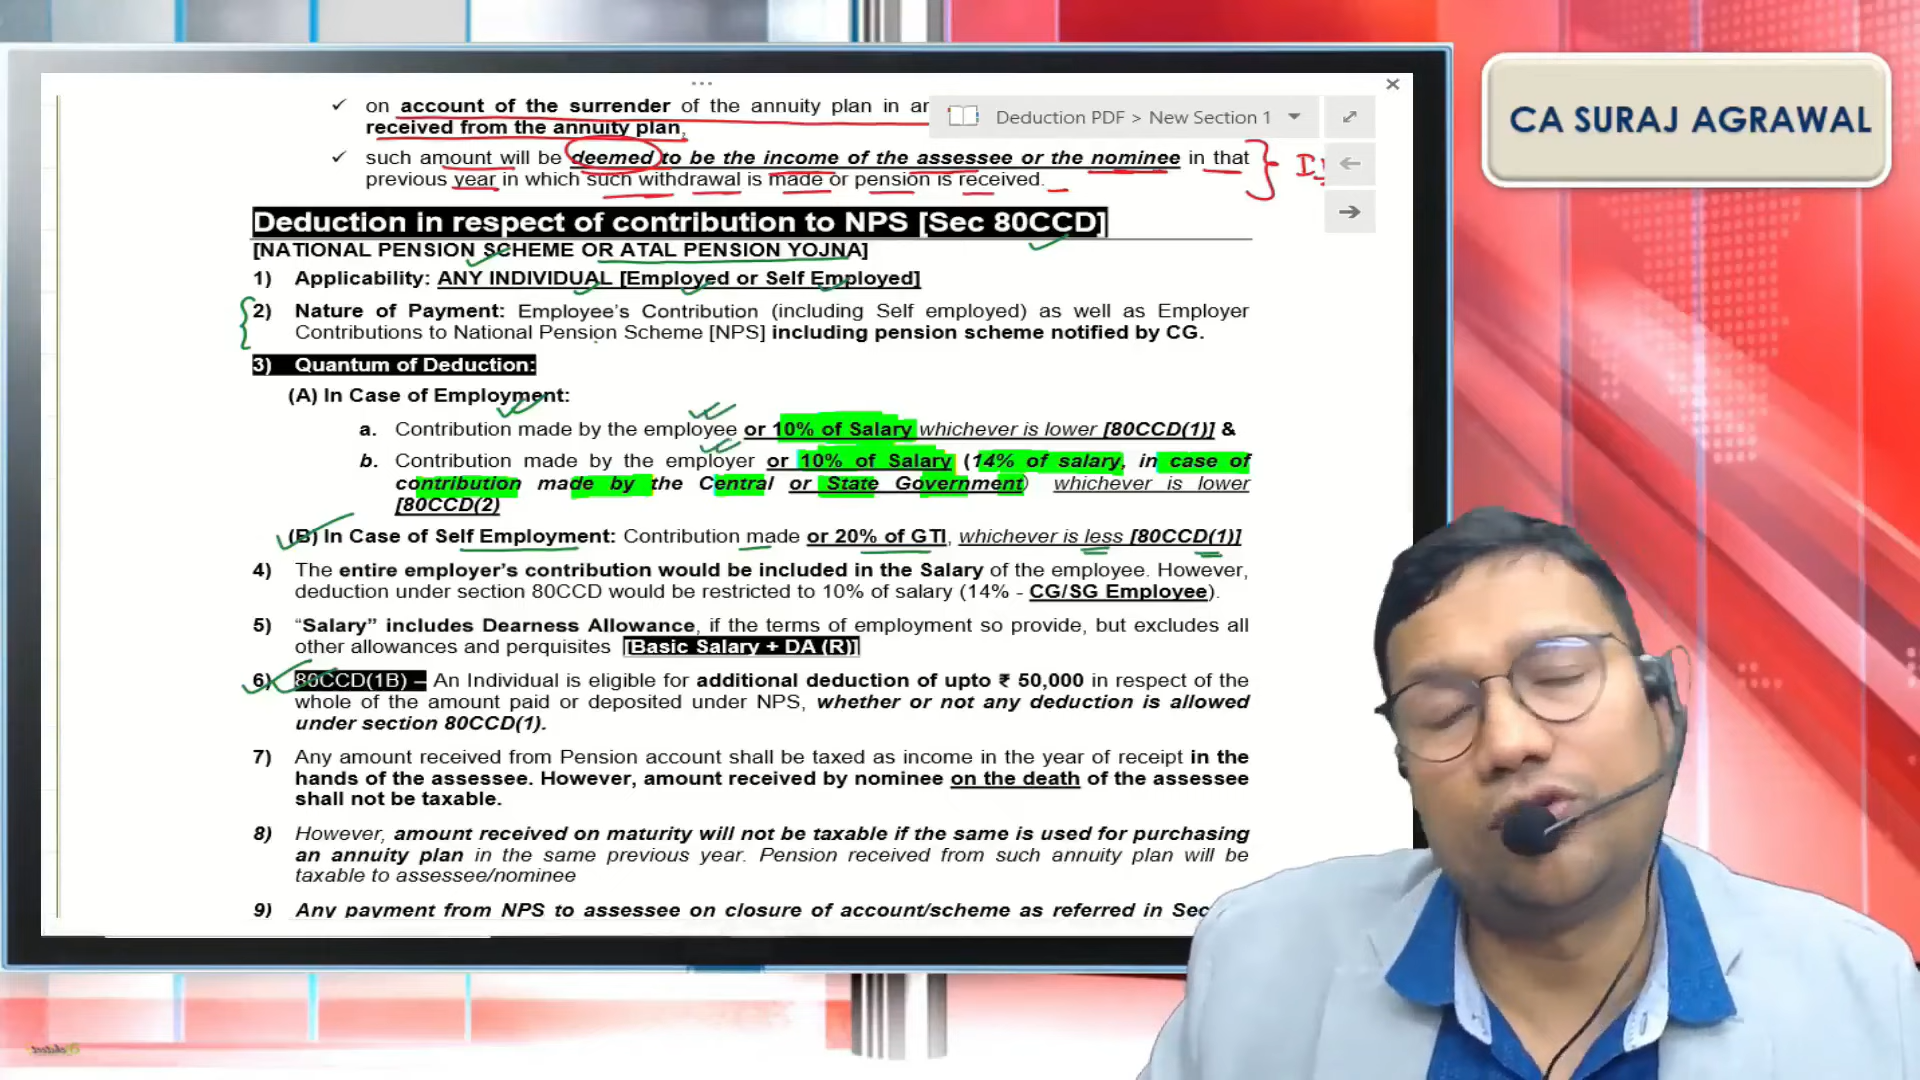 ✓ on account of the surrender of the annuity plan in
received from the annuity plan,
✓ such amount will be deemed to be the income of the assessee or the nominee in that
previous year in which such withdrawal is made or pension is received.
Deduction PDF > New Section 1
CA SURAJ AGRAWAL
Deduction in respect of contribution to NPS [Sec 80CCD]
[NATIONAL PENSION SCHEME OR ATAL PENSION YOJNA]
1) Applicability: ANY INDIVIDUAL [Employed or Self Employed]
2) Nature of Payment: Employee's Contribution (including Self employed) as well as Employer
Contributions to National Pension Scheme [NPS] including pension scheme notified by CG.
3) Quantum of Deduction:
(A) In Case of Employment:
a. Contribution made by the employee or 10% of Salary whichever is lower [80CCD(1)] &
b. Contribution made by the employer or 10% of Salary (14% of salary, in case of
contribution made by the Central or State Government) whichever is lower
[80CCD(2)
(B) In Case of Self Employment: Contribution made or 20% of GTI, whichever is less [80CCD(1)]
4) The entire employer's contribution would be included in the Salary of the employee. However,
deduction under section 80CCD would be restricted to 10% of salary (14% - CG/SG Employee).
5) “Salary” includes Dearness Allowance, if the terms of employment so provide, but excludes all
other allowances and perquisites [Basic Salary + DA (R)]
6) 80CCD(1B) – An Individual is eligible for additional deduction of upto ₹ 50,000 in respect of the
whole of the amount paid or deposited under NPS, whether or not any deduction is allowed
under section 80CCD(1).
7) Any amount received from Pension account shall be taxed as income in the year of receipt in the
hands of the assessee. However, amount received by nominee on the death of the assessee
shall not be taxable.
8) However, amount received on maturity will not be taxable if the same is used for purchasing
an annuity plan in the same previous year. Pension received from such annuity plan will be
taxable to assessee/nominee
9) Any payment from NPS to assessee on closure of account/scheme as referred in Sec